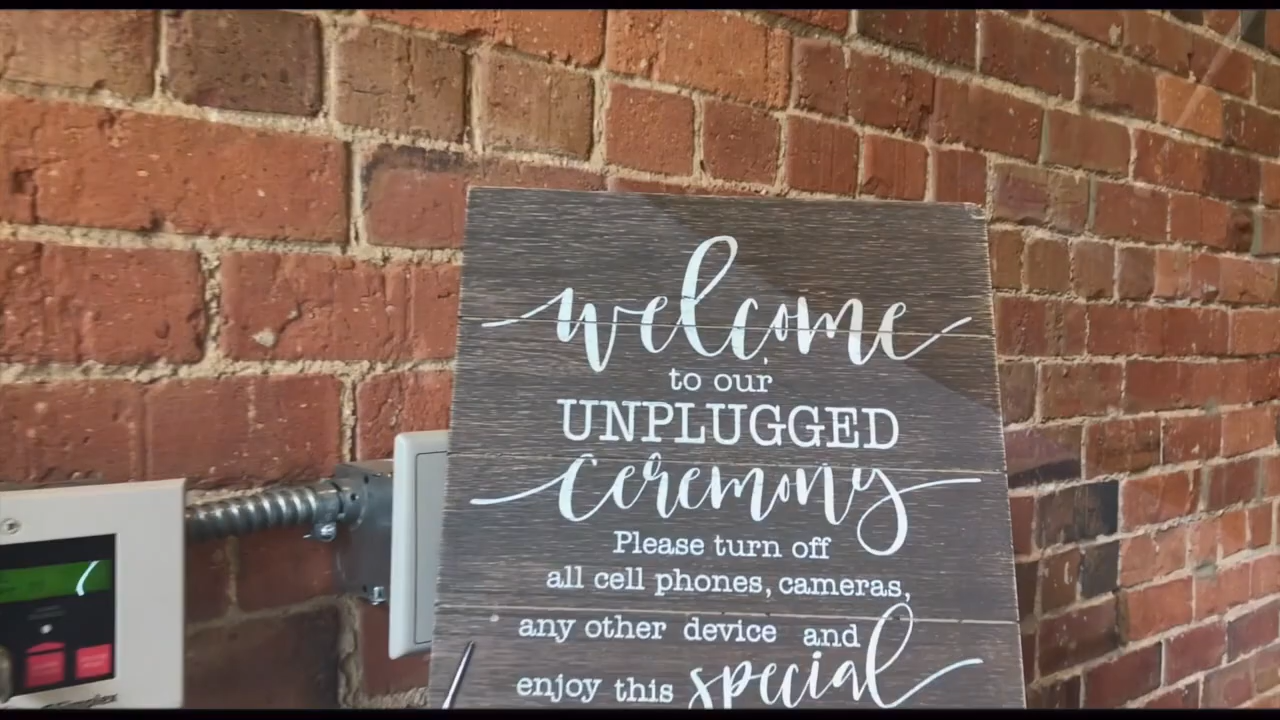 welcome
to our
UNPLUGGED
ceremony
Please turn off
all cell phones, cameras,
any other device and
enjoy this special